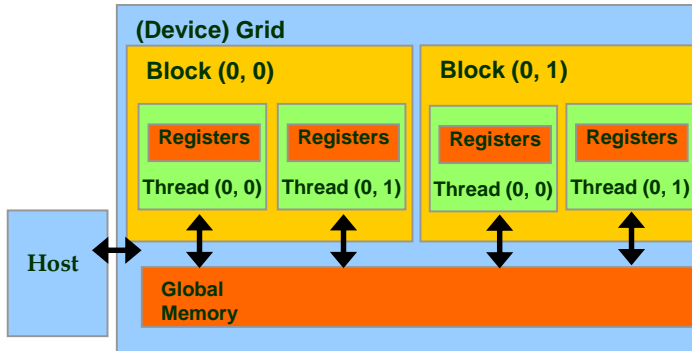 (Device) Grid
Block (0, 0)
Block (0, 1)
Registers
Registers
Registers
Registers
Thread (0, 0)
Thread (0, 1)
Thread (0, 0)
Thread (0, 1)
Host
Global
Memory